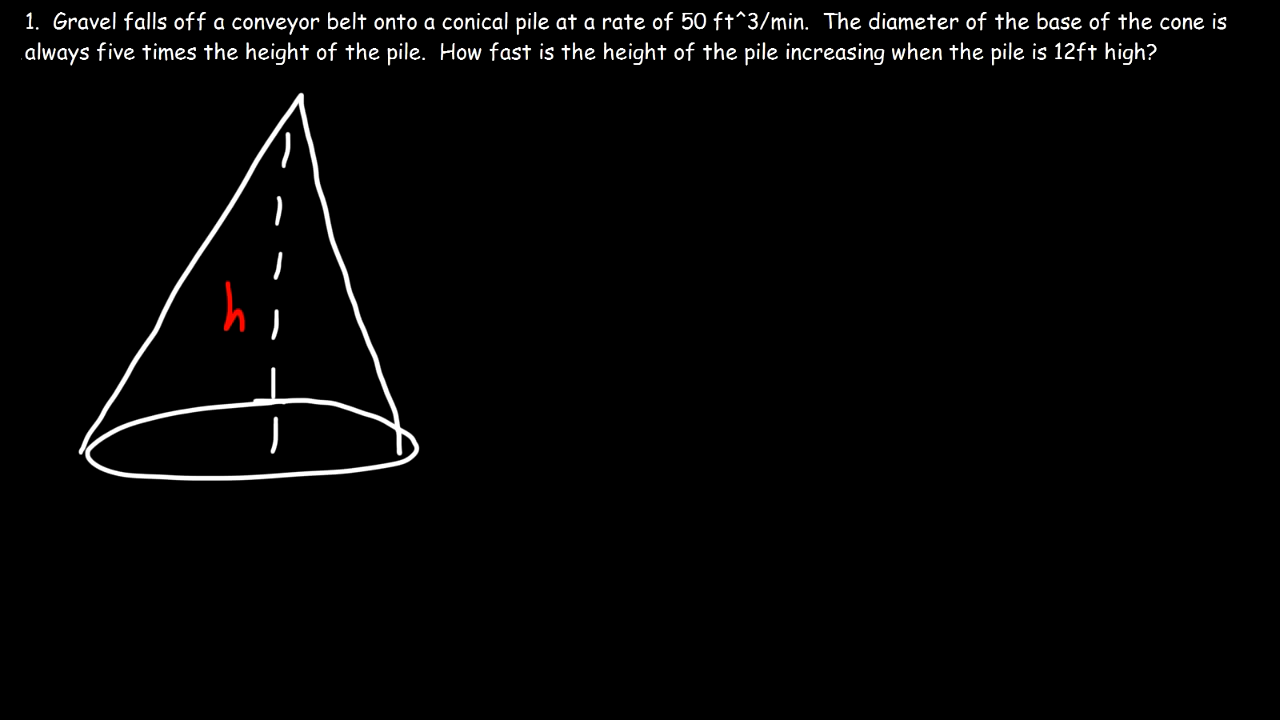 1. Gravel falls off a conveyor belt onto a conical pile at a rate of 50 ft^3/min. The diameter of the base of the cone is
always five times the height of the pile. How fast is the height of the pile increasing when the pile is 12ft high?
h